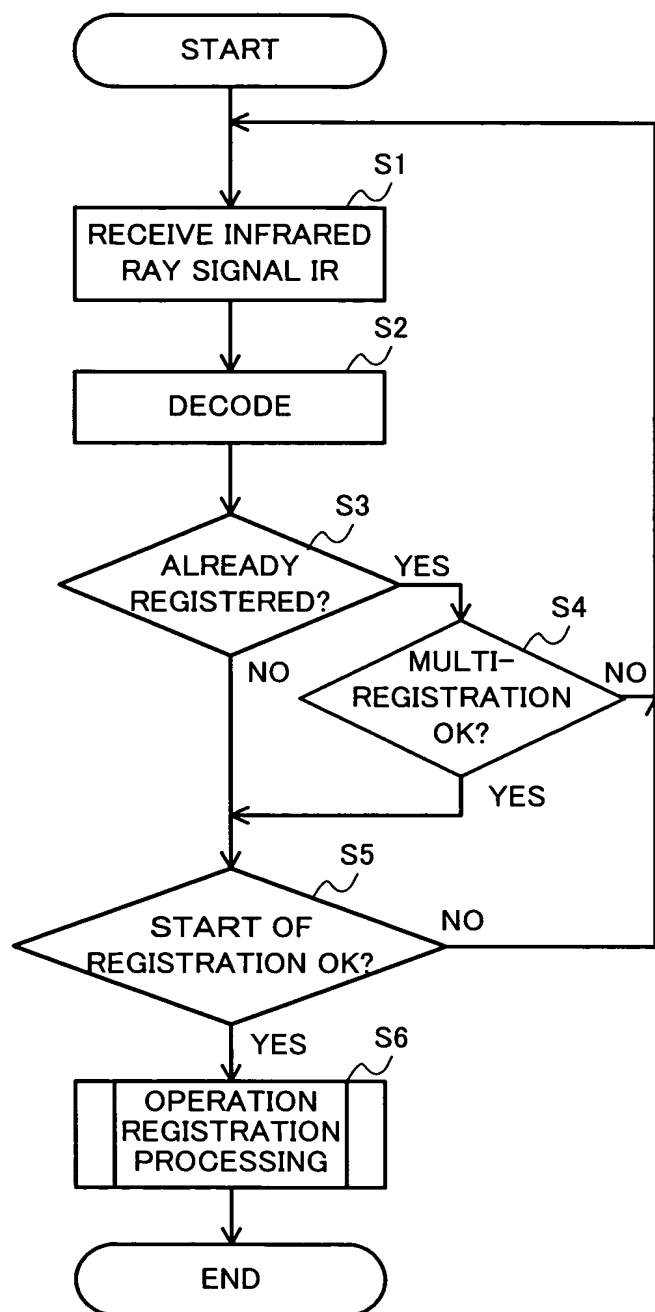 START
S1
RECEIVE INFRARED
RAY SIGNAL IR
S2
DECODE
S3
ALREADY
REGISTERED?
YES
NO
S4
MULTI-
REGISTRATION
OK?
NO
YES
S5
START OF
REGISTRATION OK?
NO
YES
S6
OPERATION
REGISTRATION
PROCESSING
END